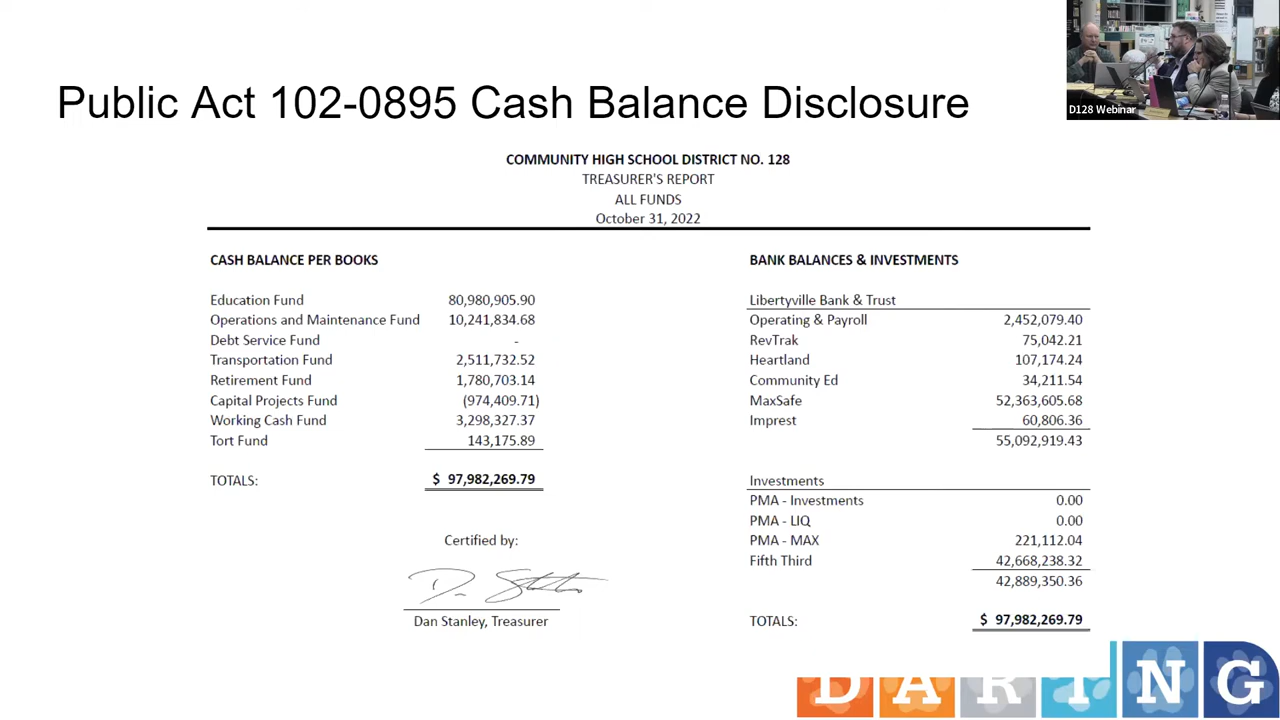 D128 Webinar
Public Act 102-0895 Cash Balance Disclosure
COMMUNITY HIGH SCHOOL DISTRICT NO. 128
TREASURER'S REPORT
ALL FUNDS
October 31, 2022
CASH BALANCE PER BOOKS
Education Fund 80,980,905.90
Operations and Maintenance Fund 10,241,834.68
Debt Service Fund -
Transportation Fund 2,511,732.52
Retirement Fund 1,780,703.14
Capital Projects Fund (974,409.71)
Working Cash Fund 3,298,327.37
Tort Fund 143,175.89
TOTALS: $ 97,982,269.79
Certified by:
Dan Stanley, Treasurer
BANK BALANCES & INVESTMENTS
Libertyville Bank & Trust
Operating & Payroll 2,452,079.40
RevTrak 75,042.21
Heartland 107,174.24
Community Ed 34,211.54
MaxSafe 52,363,605.68
Imprest 60,806.36
55,092,919.43
Investments
PMA - Investments 0.00
PMA - LIQ 0.00
PMA - MAX 221,112.04
Fifth Third 42,668,238.32
42,889,350.36
TOTALS: $ 97,982,269.79
DARING